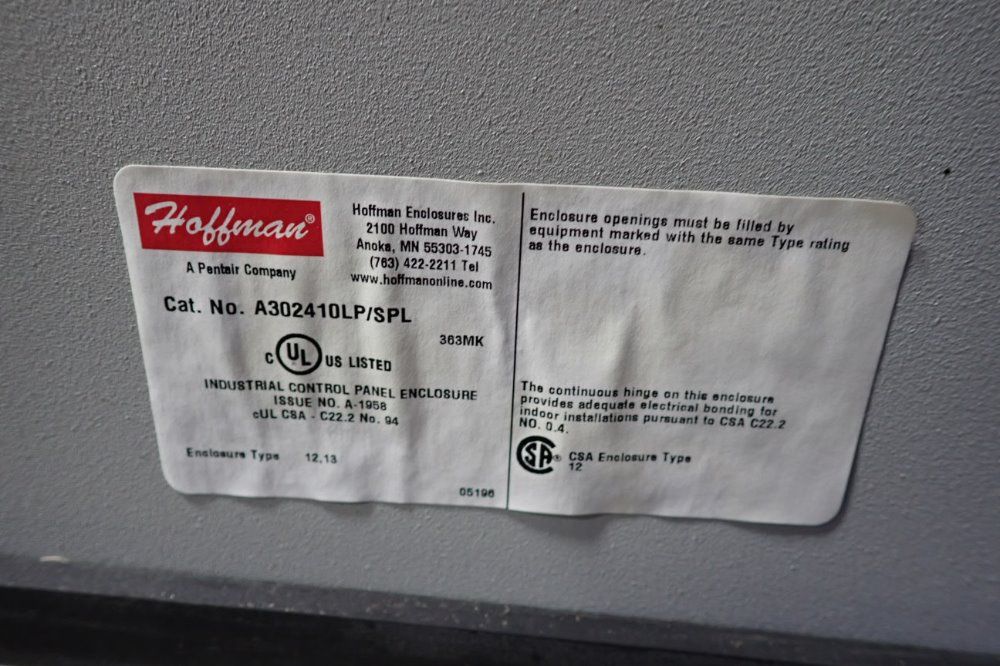 Hoffman®
A Pentair Company
Hoffman Enclosures Inc.
2100 Hoffman Way
Anoka, MN 55303-1745
(763) 422-2211 Tel
www.hoffmanonline.com
Cat. No. A302410LP/SPL
363MK
c UL US LISTED
INDUSTRIAL CONTROL PANEL ENCLOSURE
ISSUE NO. A-1958
cUL CSA - C22.2 No. 94
Enclosure Type 12,13
05196
Enclosure openings must be filled by
equipment marked with the same Type rating
as the enclosure.
The continuous hinge on this enclosure
provides adequate electrical bonding for
indoor installations pursuant to CSA C22.2
NO. 0.4.
SA® CSA Enclosure Type
12